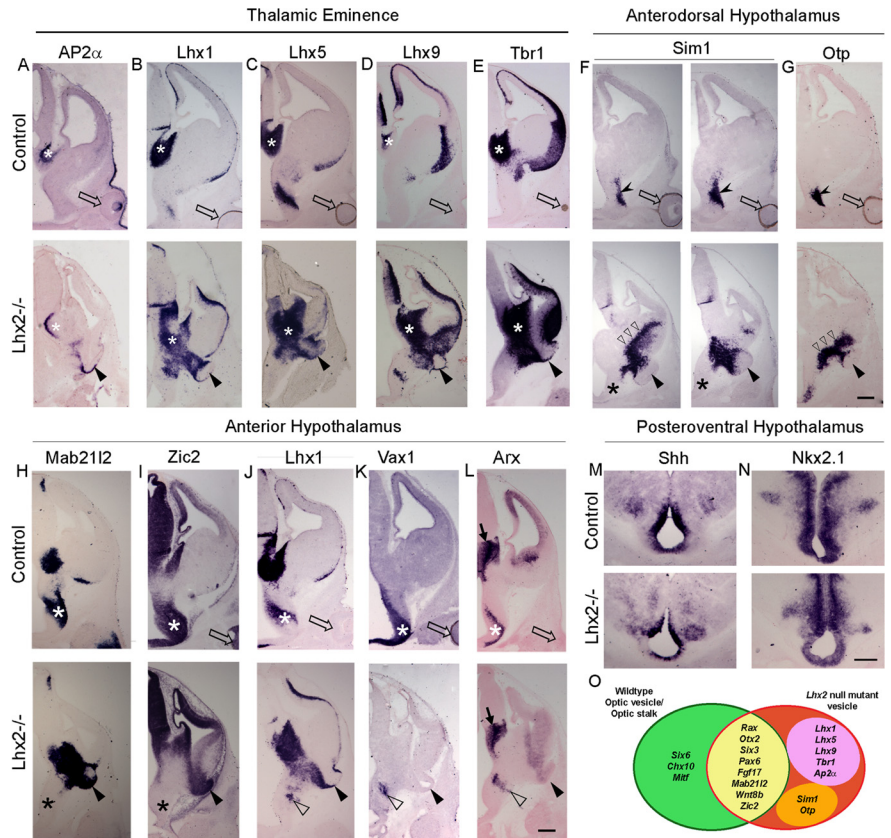 Thalamic Eminence
Anterodorsal Hypothalamus
A AP2α
B Lhx1
C Lhx5
D Lhx9
E Tbr1
F Sim1
G Otp
Control
Lhx2-/-
Anterior Hypothalamus
Posteroventral Hypothalamus
H Mab21l2
I Zic2
J Lhx1
K Vax1
L Arx
M Shh
N Nkx2.1
Control
Lhx2-/-
Control
Lhx2-/-
O
Wildtype
Optic vesicle/
Optic stalk
Lhx2 null mutant
vesicle
Six6
Chx10
Mitf
Rax
Otx2
Six3
Pax6
Fgf17
Mab21l2
Wnt8b
Zic2
Lhx1
Lhx5
Lhx9
Tbr1
Ap2α
Sim1
Otp